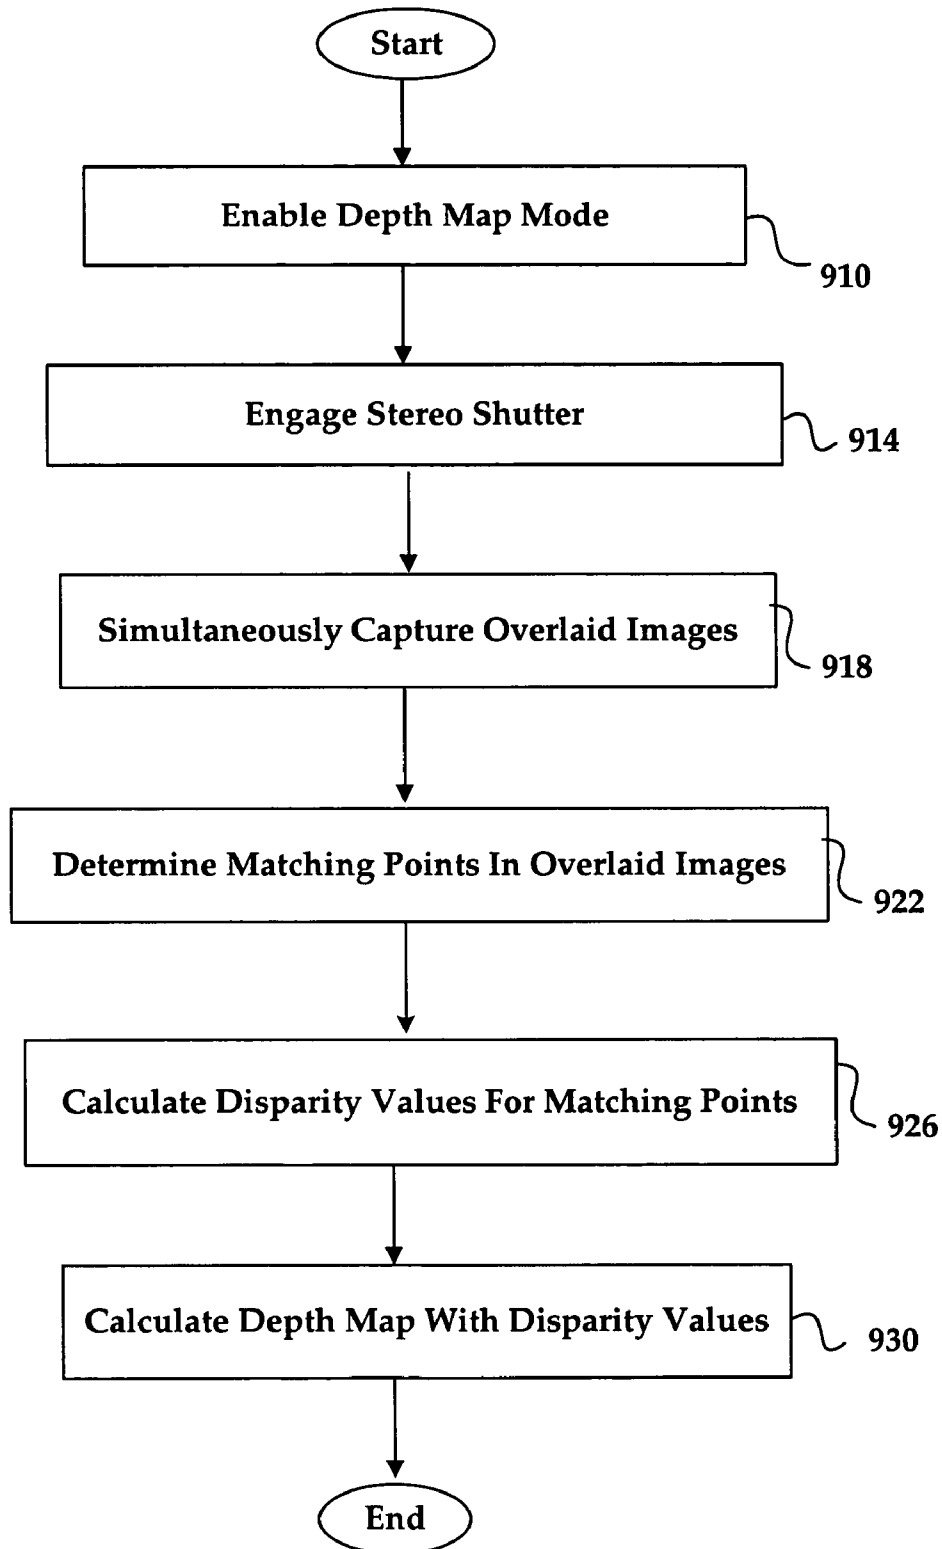 Start
Enable Depth Map Mode
910
Engage Stereo Shutter
914
Simultaneously Capture Overlaid Images
918
Determine Matching Points In Overlaid Images
922
Calculate Disparity Values For Matching Points
926
Calculate Depth Map With Disparity Values
930
End